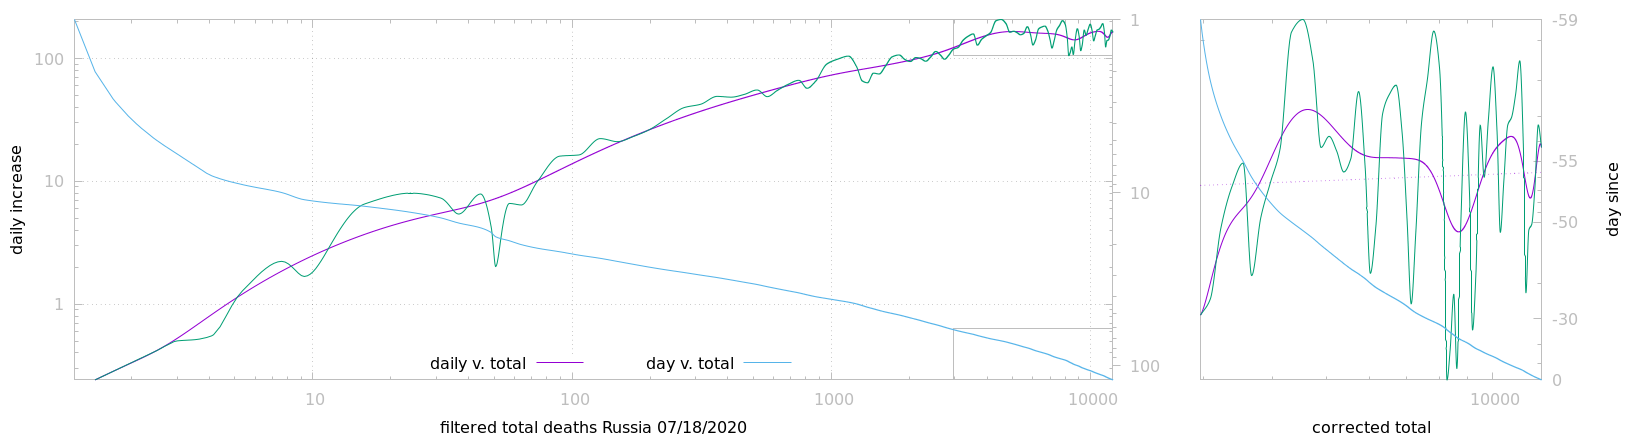 daily increase
100
10
1
1
10
100
daily v. total
day v. total
10
100
1000
10000
filtered total deaths Russia 07/18/2020
-59
-55
-50
-30
0
day since
10000
corrected total